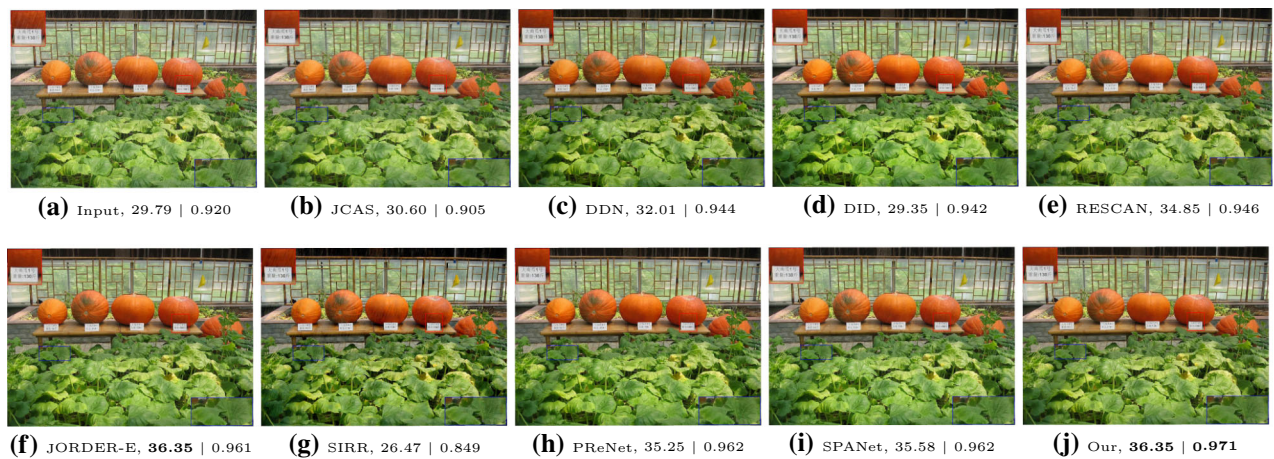 (a) Input, 29.79 | 0.920
(b) JCAS, 30.60 | 0.905
(c) DDN, 32.01 | 0.944
(d) DID, 29.35 | 0.942
(e) RESCAN, 34.85 | 0.946
(f) JORDER-E, 36.35 | 0.961
(g) SIRR, 26.47 | 0.849
(h) PReNet, 35.25 | 0.962
(i) SPANet, 35.58 | 0.962
(j) Our, 36.35 | 0.971